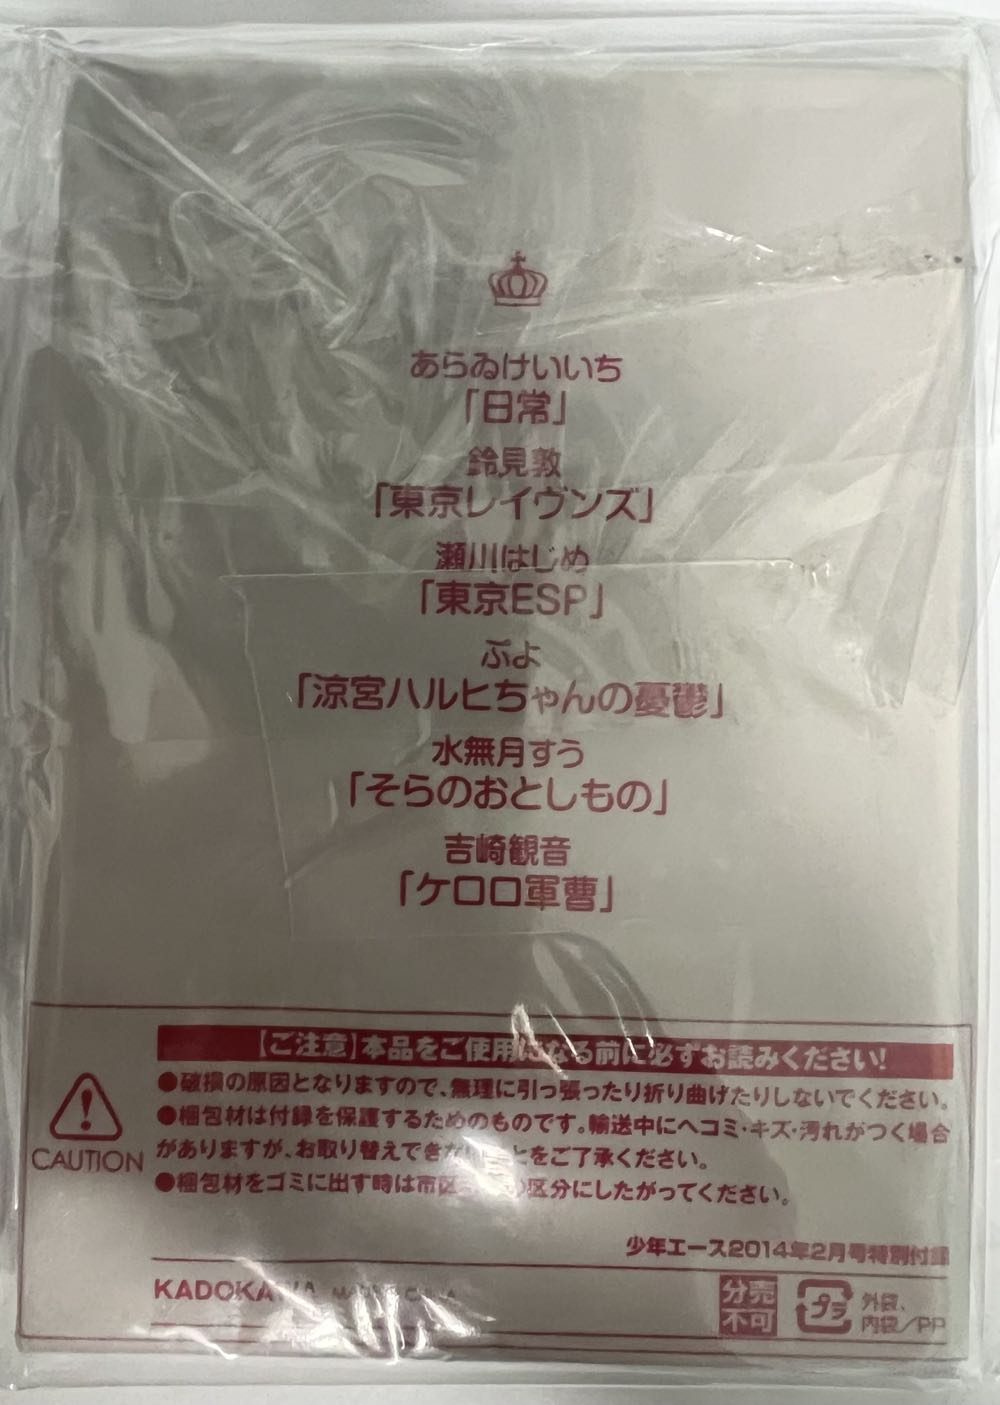 あらゐけいいち
「日常」
鈴見敦
「東京レイヴンズ」
瀬川はじめ
「東京ESP」
ぷよ
「涼宮ハルヒちゃんの憂鬱」
水無月すう
「そらのおとしもの」
吉崎観音
「ケロロ軍曹」
【ご注意】本品をご使用になる前に必ずお読みください!
●破損の原因となりますので、無理に引っ張ったり折り曲げたりしないでください。
●梱包材は付録を保護するためのものです。輸送中にヘコミ・キズ・汚れがつく場合
がありますが、お取り替えできないことをご了承ください。
●梱包材をゴミに出す時は市区の区分にしたがってください。
CAUTION
少年エース2014年2月号特別付録
KADOKAWA
分売
不可
プラ
外袋、
内袋/PP